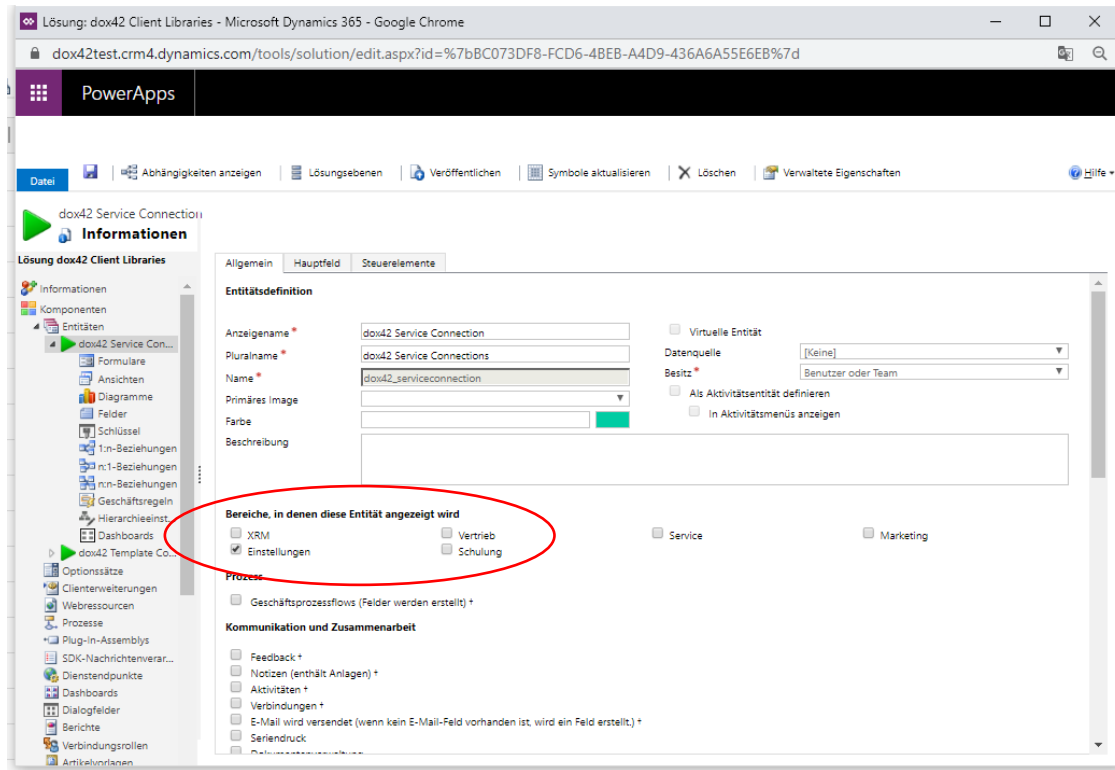 Lösung: dox42 Client Libraries - Microsoft Dynamics 365 - Google Chrome
dox42test.crm4.dynamics.com/tools/solution/edit.aspx?id=%7bBC073DF8-FCD6-4BEB-A4D9-436A6A55E6EB%7d
PowerApps
Datei Abhängigkeiten anzeigen Lösungsebenen Veröffentlichen Symbole aktualisieren Löschen Verwaltete Eigenschaften Hilfe
dox42 Service Connection
Informationen
Lösung dox42 Client Libraries
Informationen
Komponenten
Entitäten
dox42 Service Con...
Formulare
Ansichten
Diagramme
Felder
Schlüssel
1:n-Beziehungen
n:1-Beziehungen
n:n-Beziehungen
Geschäftsregeln
Hierarchieeinst...
Dashboards
dox42 Template Co...
Optionssätze
Clienterweiterungen
Webressourcen
Prozesse
Plug-In-Assemblys
SDK-Nachrichtenverar...
Dienstendpunkte
Dashboards
Dialogfelder
Berichte
Verbindungsrollen
Artikelvorlagen
Allgemein Hauptfeld Steuerelemente
Entitätsdefinition
Anzeigename * dox42 Service Connection
Pluralname * dox42 Service Connections
Name * dox42_serviceconnection
Primäres Image
Farbe
Beschreibung
Virtuelle Entität
Datenquelle [Keine]
Besitz * Benutzer oder Team
Als Aktivitätsentität definieren
In Aktivitätsmenüs anzeigen
Bereiche, in denen diese Entität angezeigt wird
XRM Vertrieb Service Marketing
Einstellungen Schulung
Prozess
Geschäftsprozessflows (Felder werden erstellt) +
Kommunikation und Zusammenarbeit
Feedback +
Notizen (enthält Anlagen) +
Aktivitäten +
Verbindungen +
E-Mail wird versendet (wenn kein E-Mail-Feld vorhanden ist, wird ein Feld erstellt.) +
Seriendruck